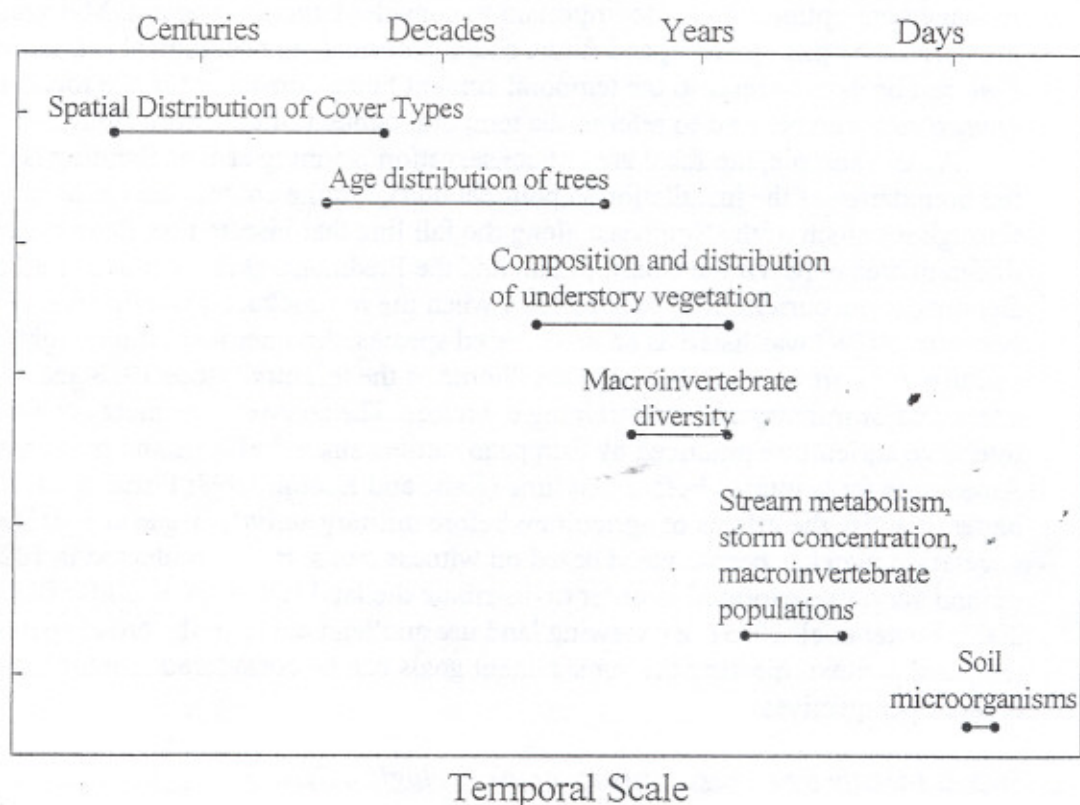 Centuries Decades Years Days
Spatial Distribution of Cover Types
Age distribution of trees
Composition and distribution
of understory vegetation
Macroinvertebrate
diversity
Stream metabolism,
storm concentration,
macroinvertebrate
populations
Soil
microorganisms
Temporal Scale